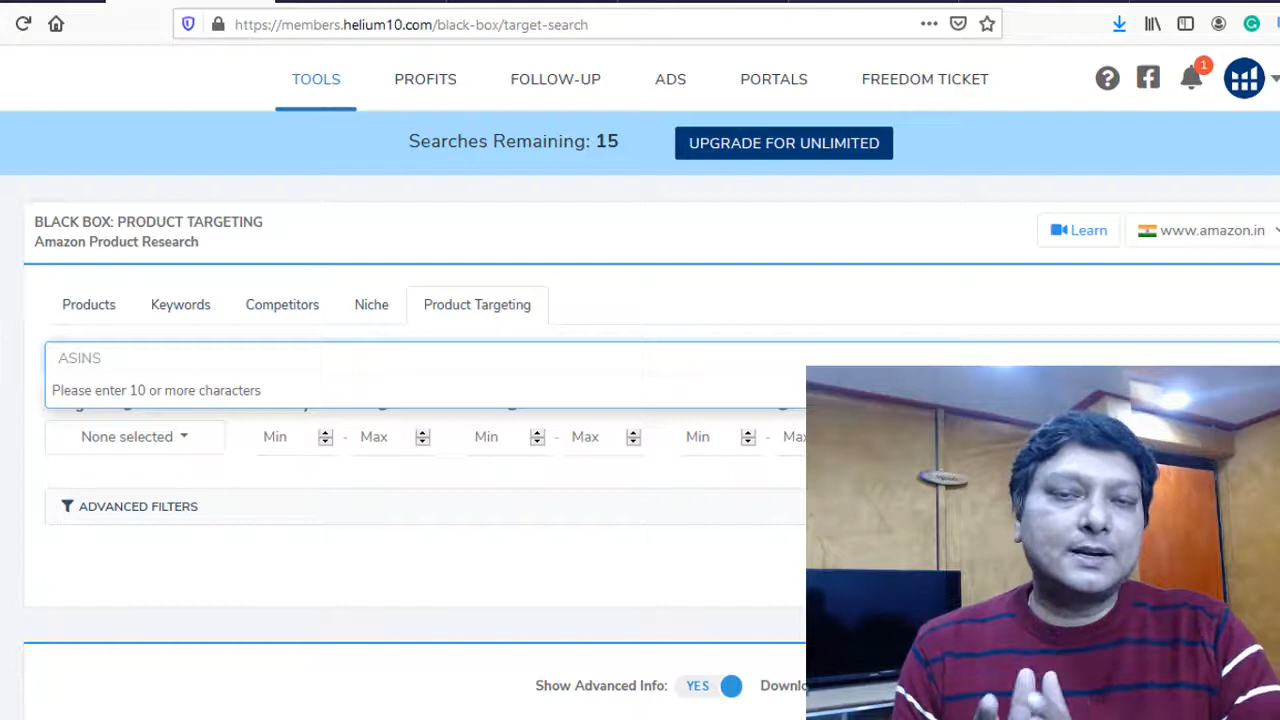 https://members.helium10.com/black-box/target-search
TOOLS PROFITS FOLLOW-UP ADS PORTALS FREEDOM TICKET
1
Searches Remaining: 15 UPGRADE FOR UNLIMITED
BLACK BOX: PRODUCT TARGETING
Amazon Product Research
Learn www.amazon.in
Products Keywords Competitors Niche Product Targeting
ASINS
Please enter 10 or more characters
None selected Min - Max Min - Max Min - Max
ADVANCED FILTERS
Show Advanced Info: YES